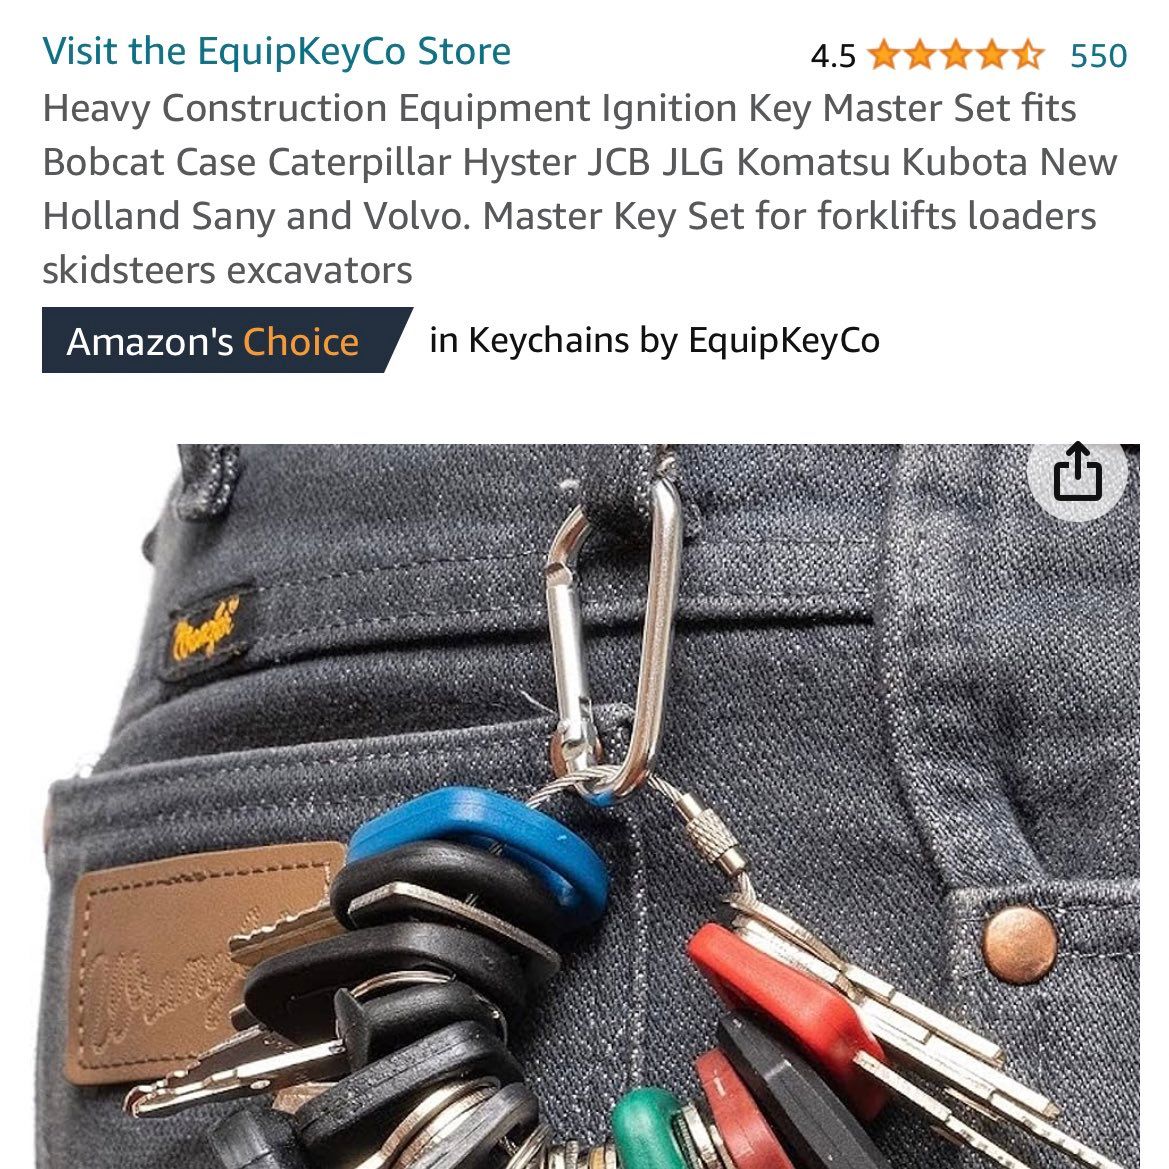 Visit the EquipKeyCo Store
4.5 550
Heavy Construction Equipment Ignition Key Master Set fits
Bobcat Case Caterpillar Hyster JCB JLG Komatsu Kubota New
Holland Sany and Volvo. Master Key Set for forklifts loaders
skidsteers excavators
Amazon's Choice in Keychains by EquipKeyCo